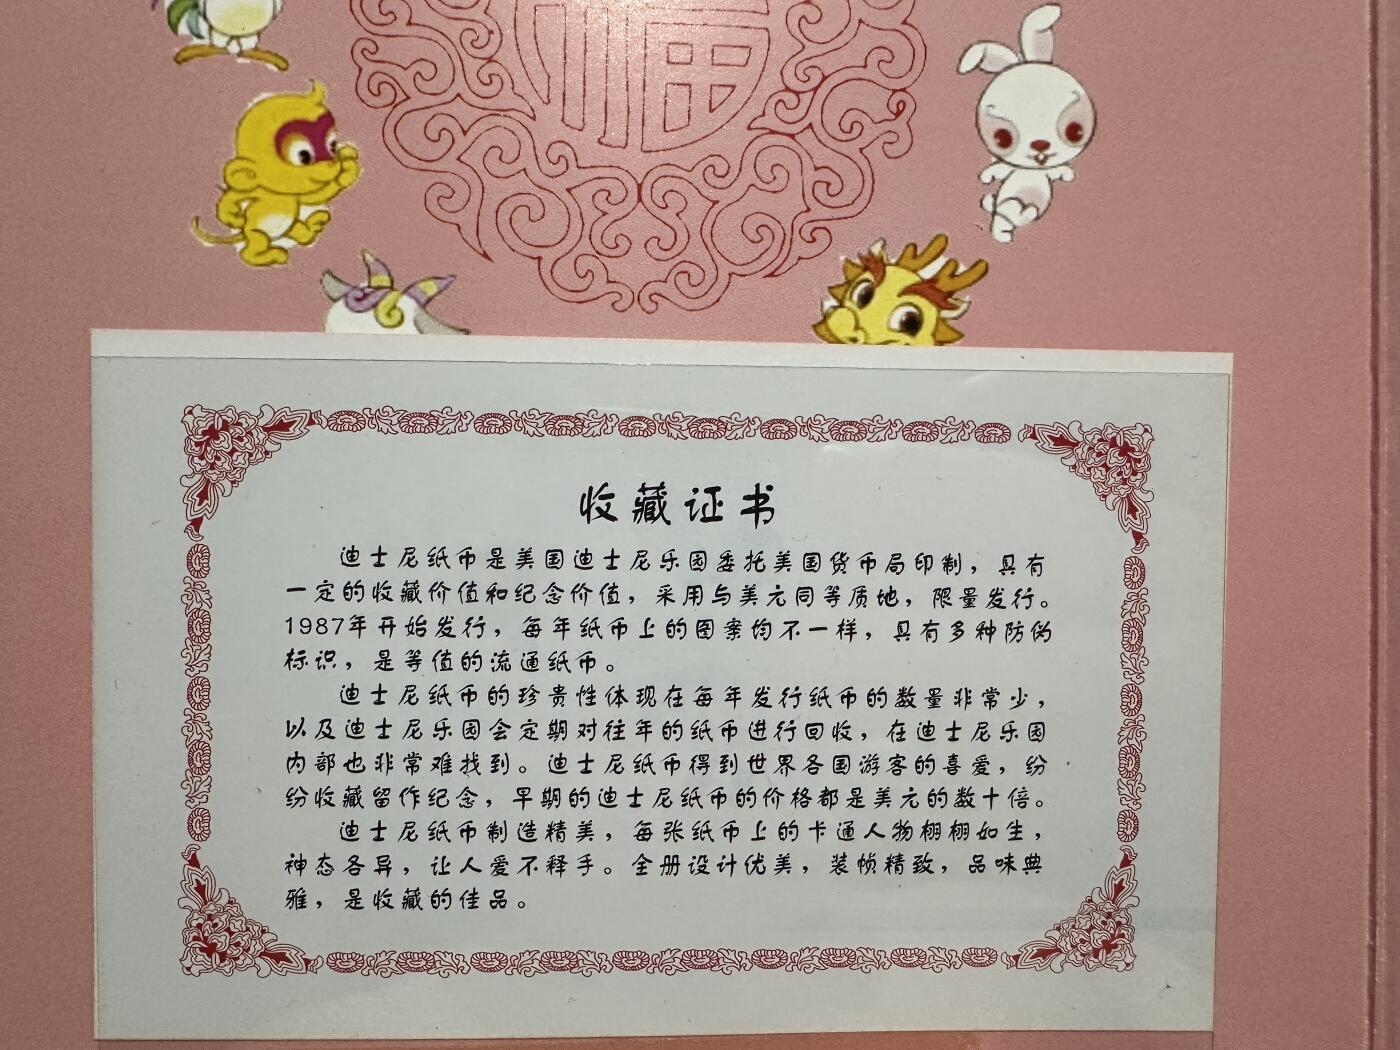 福
收藏证书
迪士尼纸币是美国迪士尼乐园委托美国货币局印制，具有
一定的收藏价值和纪念价值，采用与美元同等质地，限量发行。
1987年开始发行，每年纸币上的图案均不一样，具有多种防伪
标识，是等值的流通纸币。
迪士尼纸币的珍贵性体现在每年发行纸币的数量非常少，
以及迪士尼乐园会定期对往年的纸币进行回收，在迪士尼乐园
内部也非常难找到。迪士尼纸币得到世界各国游客的喜爱，纷
纷收藏留作纪念，早期的迪士尼纸币的价格都是美元的数十倍。
迪士尼纸币制造精美，每张纸币上的卡通人物栩栩如生，
神态各异，让人爱不释手。全册设计优美，装帧精致，品味典
雅，是收藏的佳品。